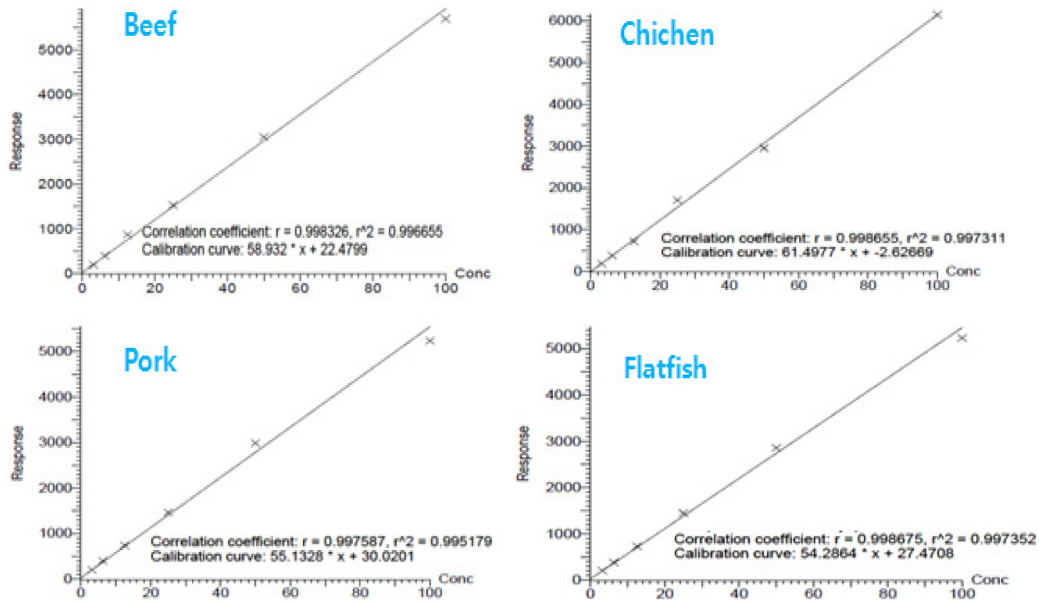 Beef
Response
5000
4000
3000
2000
1000
0
Correlation coefficient: r = 0.998326, r^2 = 0.996655
Calibration curve: 58.932 * x + 22.4799
Conc
0 20 40 60 80 100
Chichen
Response
6000
5000
4000
3000
2000
1000
0
Correlation coefficient: r = 0.998655, r^2 = 0.997311
Calibration curve: 61.4977 * x + -2.62669
Conc
0 20 40 60 80 100
Pork
Response
5000
4000
3000
2000
1000
0
Correlation coefficient: r = 0.997587, r^2 = 0.995179
Calibration curve: 55.1328 * x + 30.0201
Conc
0 20 40 60 80 100
Flatfish
Response
5000
4000
3000
2000
1000
0
Correlation coefficient: r = 0.998675, r^2 = 0.997352
Calibration curve: 54.2864 * x + 27.4708
Conc
0 20 40 60 80 100